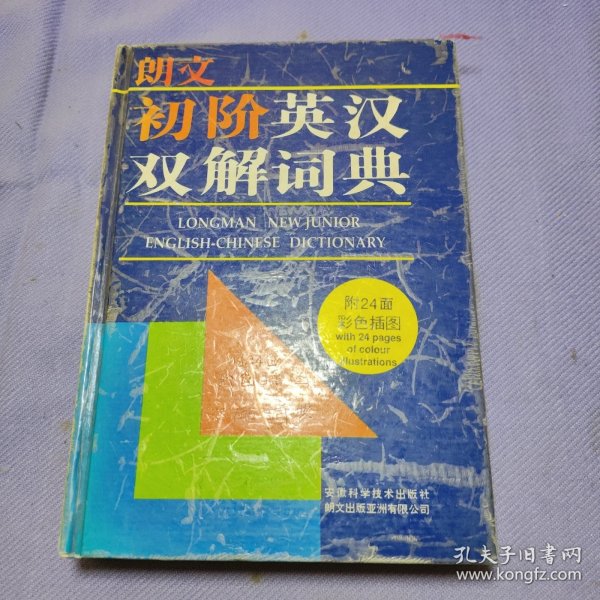 朗文
初阶英汉
双解词典
LONGMAN NEW JUNIOR
ENGLISH-CHINESE DICTIONARY
附24面
彩色插图
with 24 pages
of colour
illustrations
安徽科学技术出版社
朗文出版亚洲有限公司
孔夫子旧书网
www.kongfz.com